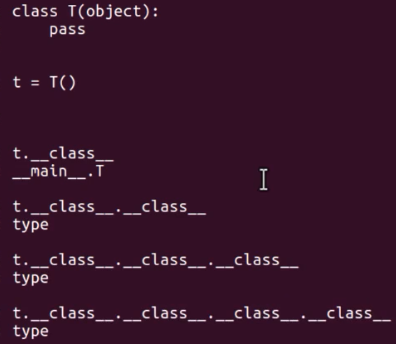 class T(object):
    pass
t = T()
t.__class__
__main__.T
t.__class__.__class__
type
t.__class__.__class__.__class__
type
t.__class__.__class__.__class__.__class__
type